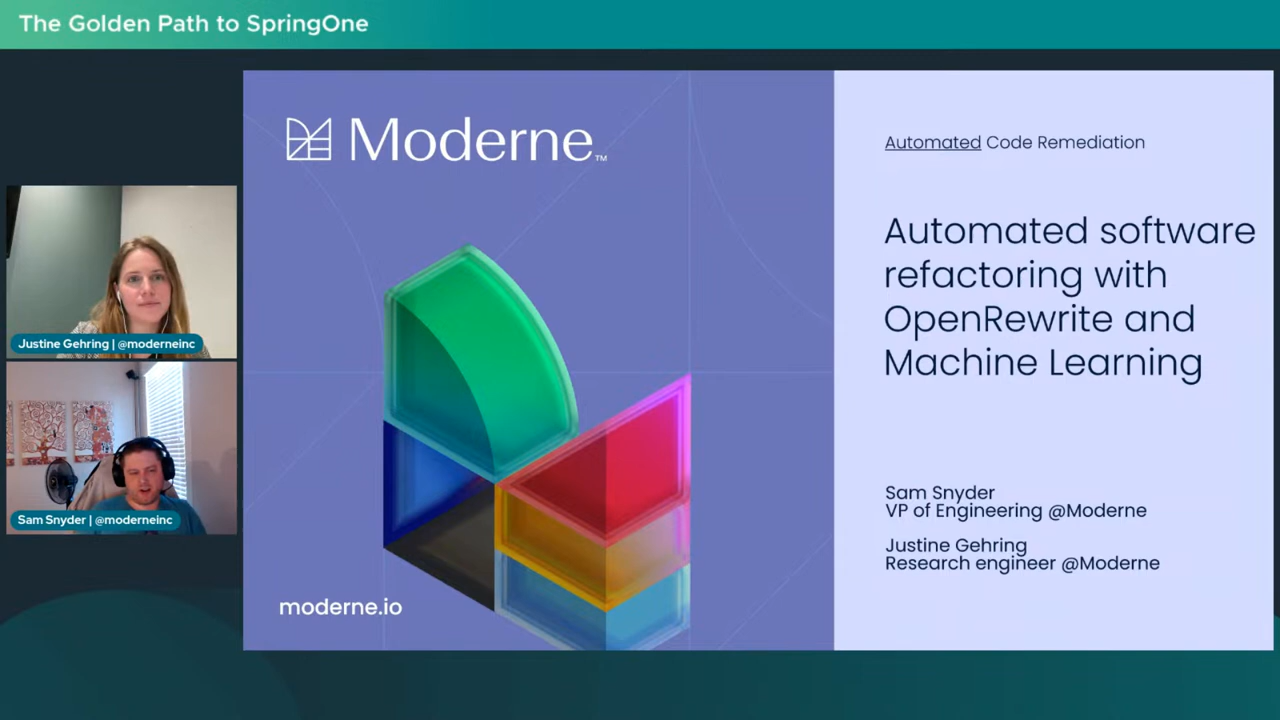 The Golden Path to SpringOne
Justine Gehring | @moderneinc
Sam Snyder | @moderneinc
Moderne™
moderne.io
Automated Code Remediation
Automated software
refactoring with
OpenRewrite and
Machine Learning
Sam Snyder
VP of Engineering @Moderne
Justine Gehring
Research engineer @Moderne